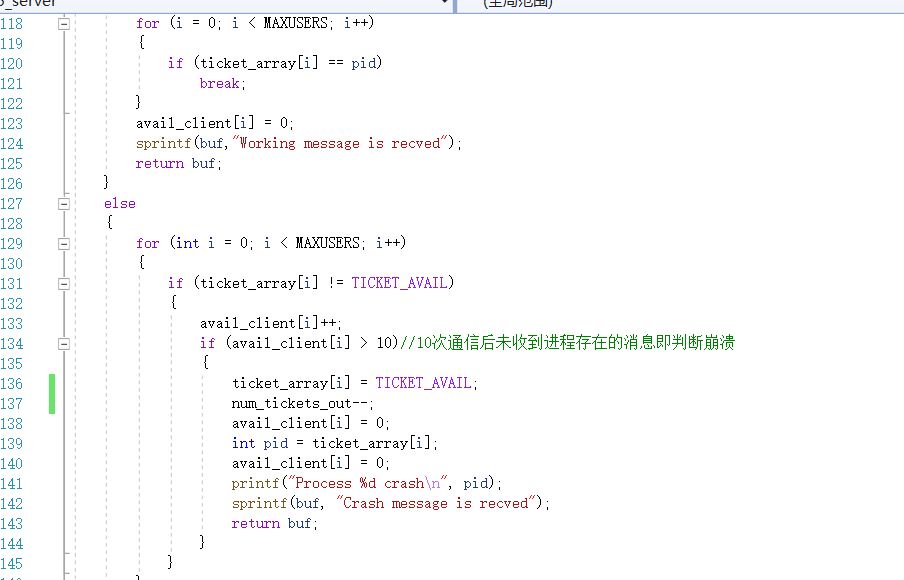 _server (全局范围)
118 for (i = 0; i < MAXUSERS; i++)
119 {
120 if (ticket_array[i] == pid)
121 break;
122 }
123 avail_client[i] = 0;
124 sprintf(buf,"Working message is recved");
125 return buf;
126 }
127 else
128 {
129 for (int i = 0; i < MAXUSERS; i++)
130 {
131 if (ticket_array[i] != TICKET_AVAIL)
132 {
133 avail_client[i]++;
134 if (avail_client[i] > 10)//10次通信后未收到进程存在的消息即判断崩溃
135 {
136 ticket_array[i] = TICKET_AVAIL;
137 num_tickets_out--;
138 avail_client[i] = 0;
139 int pid = ticket_array[i];
140 avail_client[i] = 0;
141 printf("Process %d crash\n", pid);
142 sprintf(buf, "Crash message is recved");
143 return buf;
144 }
145 }